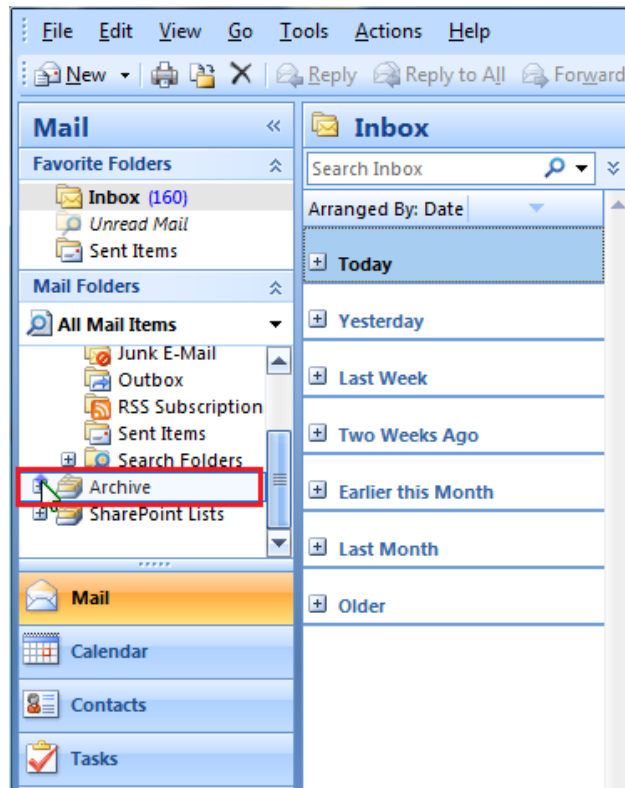 File Edit View Go Tools Actions Help
New Reply Reply to All Forward
Mail
Favorite Folders
Inbox (160)
Unread Mail
Sent Items
Mail Folders
All Mail Items
Junk E-Mail
Outbox
RSS Subscription
Sent Items
Search Folders
Archive
SharePoint Lists
Mail
Calendar
Contacts
Tasks
Inbox
Search Inbox
Arranged By: Date
Today
Yesterday
Last Week
Two Weeks Ago
Earlier this Month
Last Month
Older